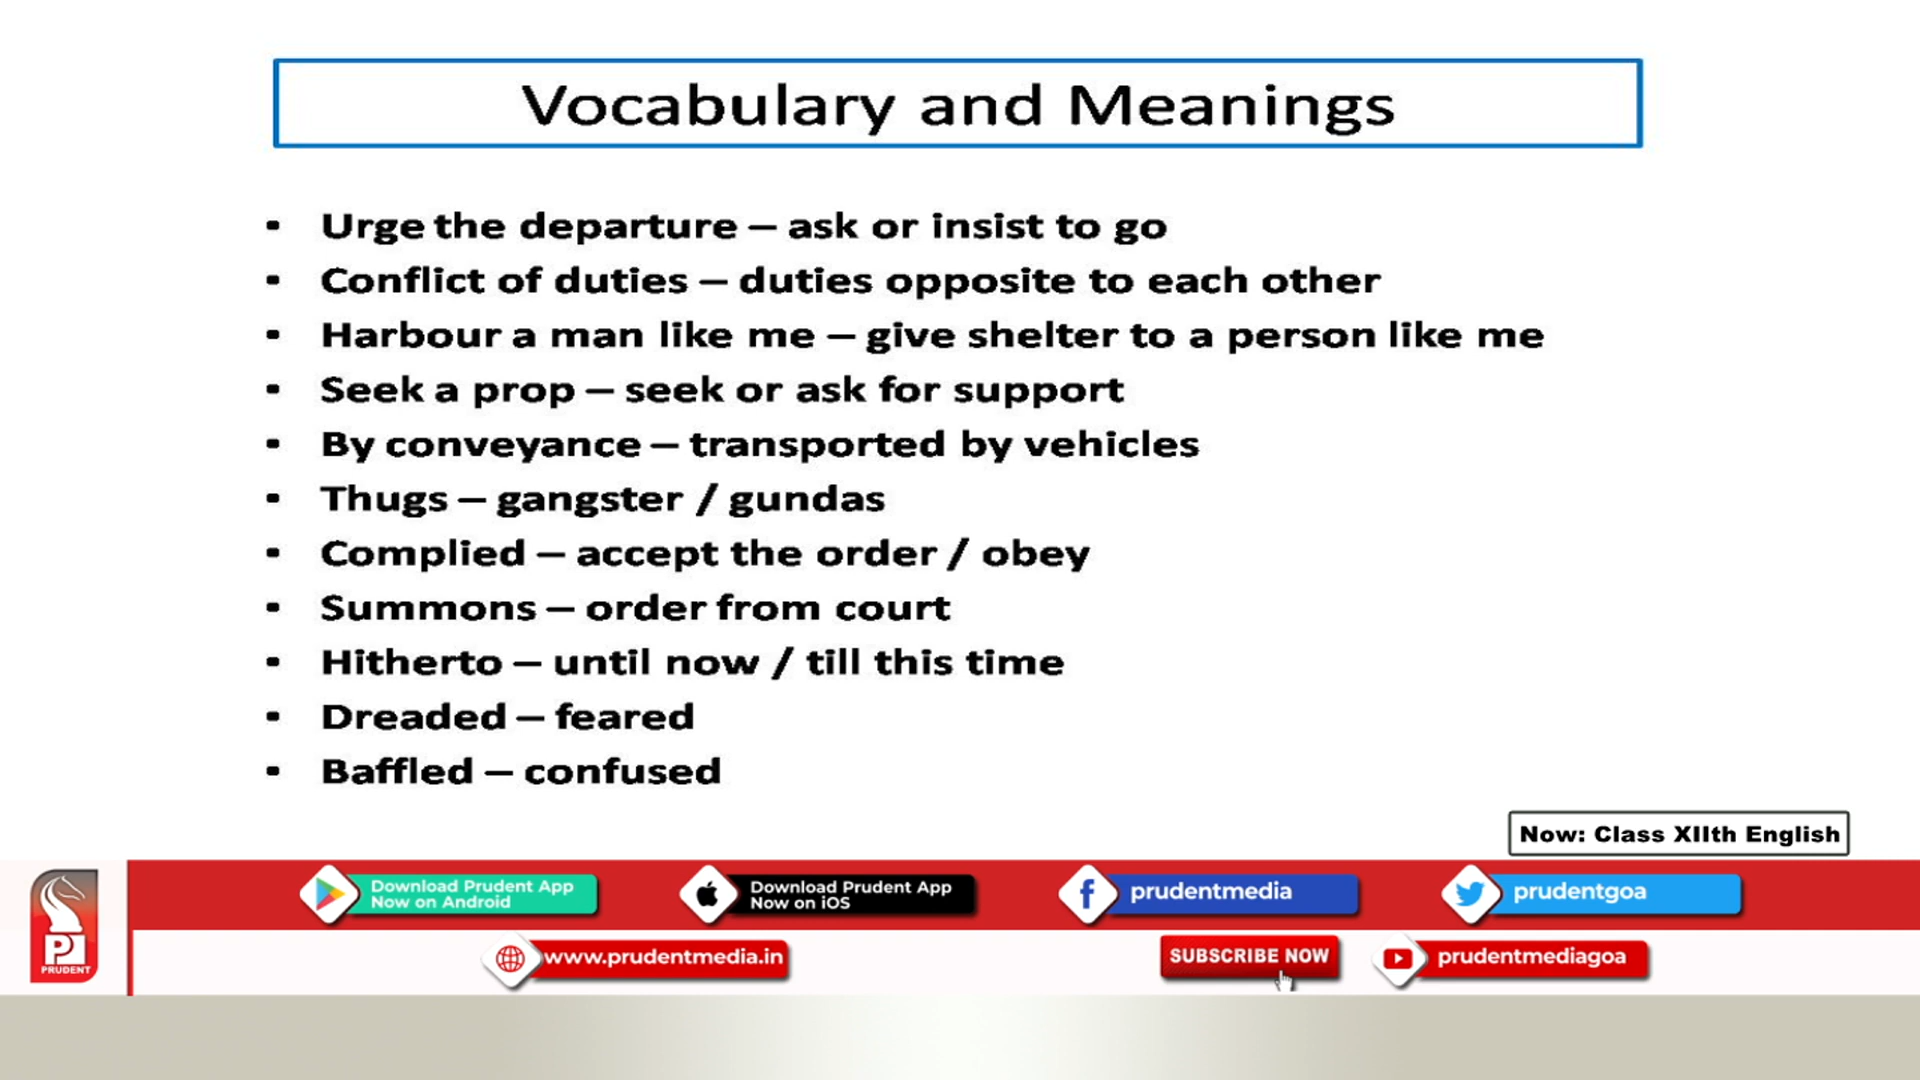 Vocabulary and Meanings
▪ Urge the departure – ask or insist to go
▪ Conflict of duties – duties opposite to each other
▪ Harbour a man like me – give shelter to a person like me
▪ Seek a prop – seek or ask for support
▪ By conveyance – transported by vehicles
▪ Thugs – gangster / gundas
▪ Complied – accept the order / obey
▪ Summons – order from court
▪ Hitherto – until now / till this time
▪ Dreaded – feared
▪ Baffled – confused
Now: Class XIIth English
Download Prudent App
Now on Android
Download Prudent App
Now on iOS
prudentmedia
prudentgoa
P
PRUDENT
www.prudentmedia.in
SUBSCRIBE NOW
prudentmediagoa